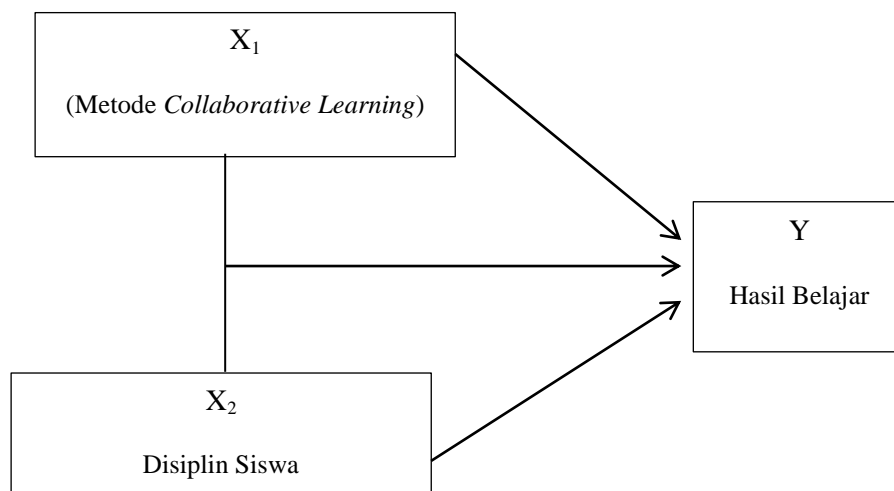 X₁
(Metode Collaborative Learning)
Y
Hasil Belajar
X₂
Disiplin Siswa